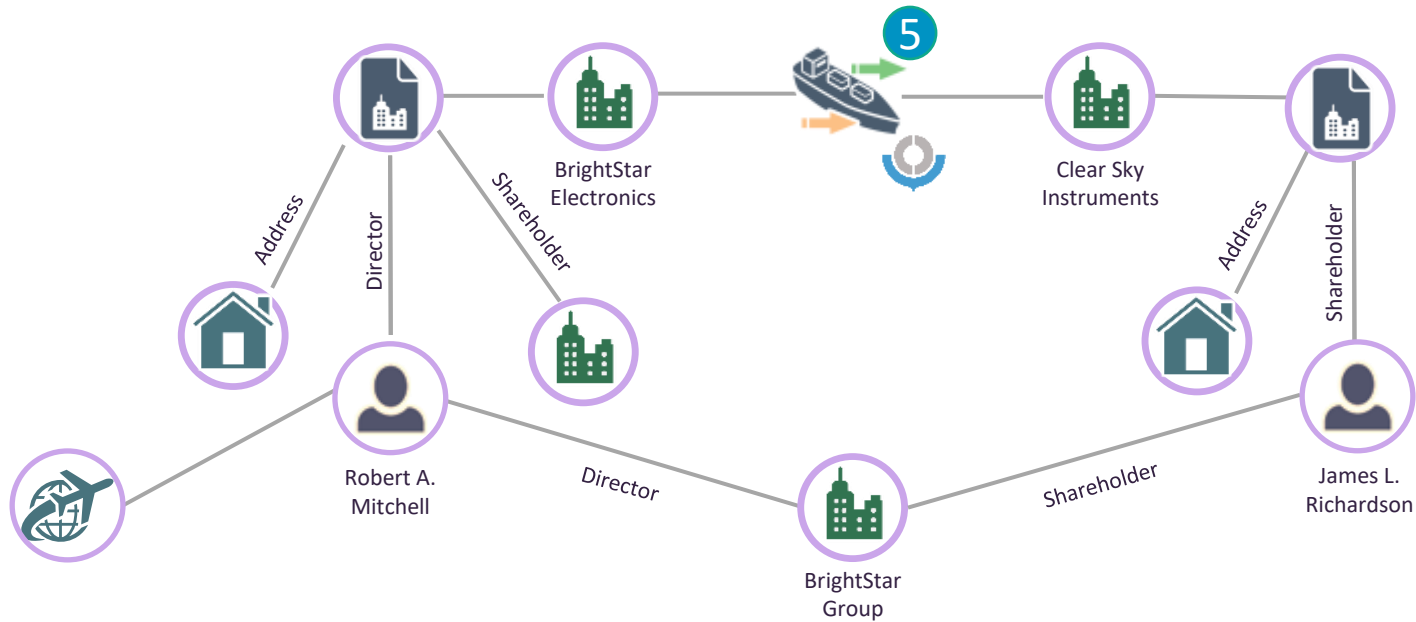 5
BrightStar
Electronics
Clear Sky
Instruments
Address
Director
Shareholder
Address
Shareholder
Robert A.
Mitchell
Director
Shareholder
James L.
Richardson
BrightStar
Group